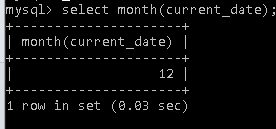 mysql> select month(current_date);
+---------------------+
| month(current_date) |
+---------------------+
|                  12 |
+---------------------+
1 row in set (0.03 sec)